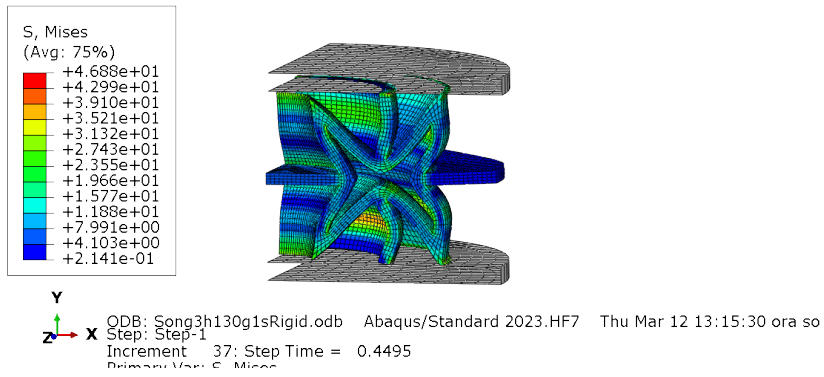 S, Mises
(Avg: 75%)
+4.688e+01
+4.299e+01
+3.910e+01
+3.521e+01
+3.132e+01
+2.743e+01
+2.355e+01
+1.966e+01
+1.577e+01
+1.188e+01
+7.991e+00
+4.103e+00
+2.141e-01
Y
Z X
ODB: Song3h130g1sRigid.odb Abaqus/Standard 2023.HF7 Thu Mar 12 13:15:30 ora so
Step: Step-1
Increment 37: Step Time = 0.4495
Primary Var: S, Mises